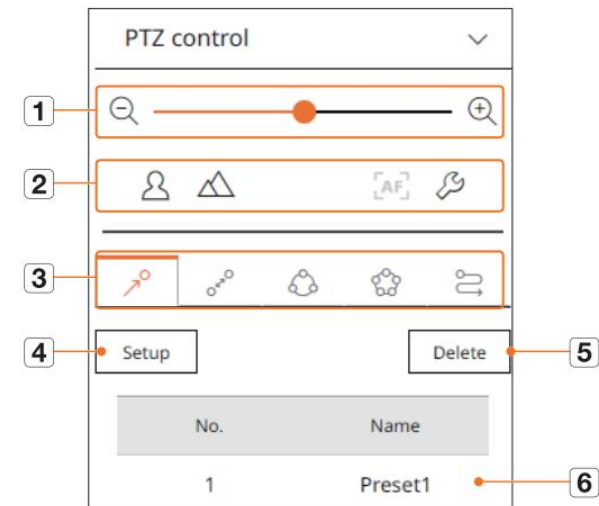 PTZ control
1
2
AF
3
4 Setup Delete 5
No. Name
1 Preset1 6